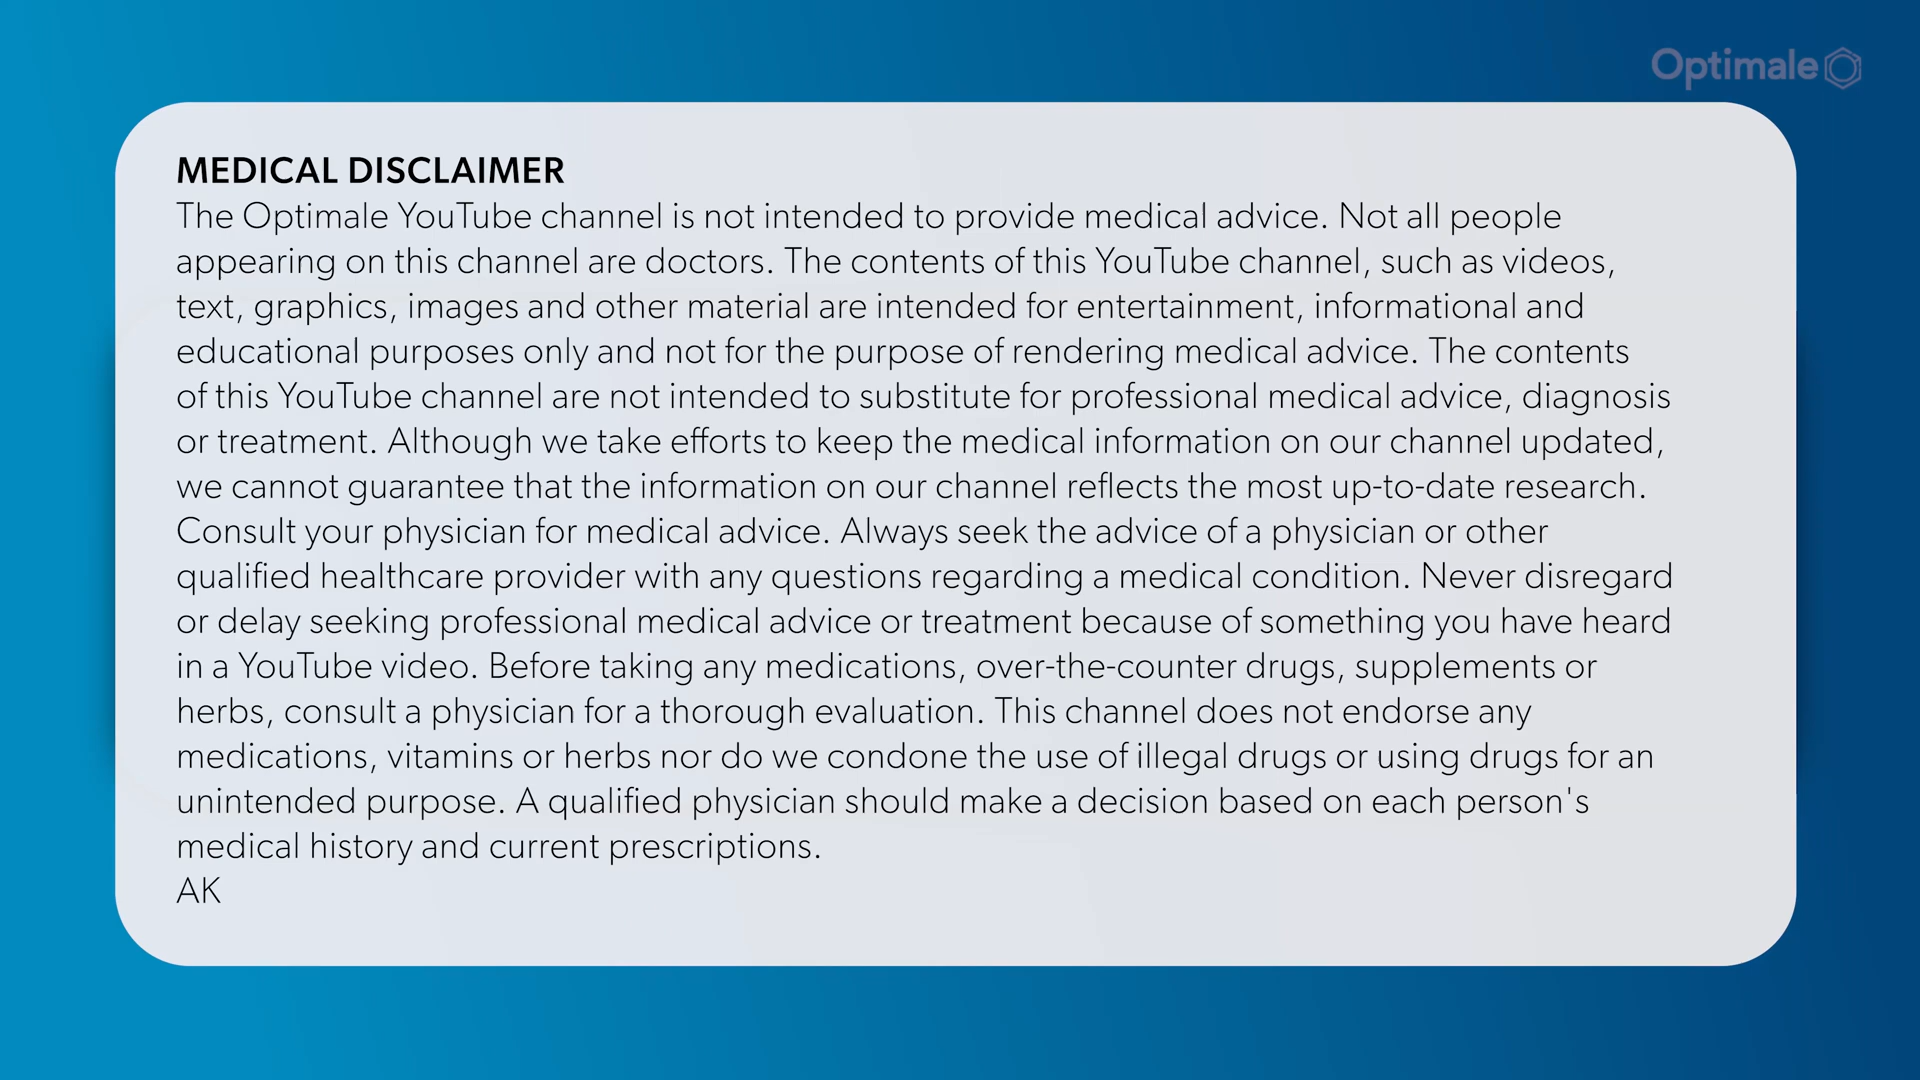 Optimale
MEDICAL DISCLAIMER
The Optimale YouTube channel is not intended to provide medical advice. Not all people
appearing on this channel are doctors. The contents of this YouTube channel, such as videos,
text, graphics, images and other material are intended for entertainment, informational and
educational purposes only and not for the purpose of rendering medical advice. The contents
of this YouTube channel are not intended to substitute for professional medical advice, diagnosis
or treatment. Although we take efforts to keep the medical information on our channel updated,
we cannot guarantee that the information on our channel reflects the most up-to-date research.
Consult your physician for medical advice. Always seek the advice of a physician or other
qualified healthcare provider with any questions regarding a medical condition. Never disregard
or delay seeking professional medical advice or treatment because of something you have heard
in a YouTube video. Before taking any medications, over-the-counter drugs, supplements or
herbs, consult a physician for a thorough evaluation. This channel does not endorse any
medications, vitamins or herbs nor do we condone the use of illegal drugs or using drugs for an
unintended purpose. A qualified physician should make a decision based on each person's
medical history and current prescriptions.
AK